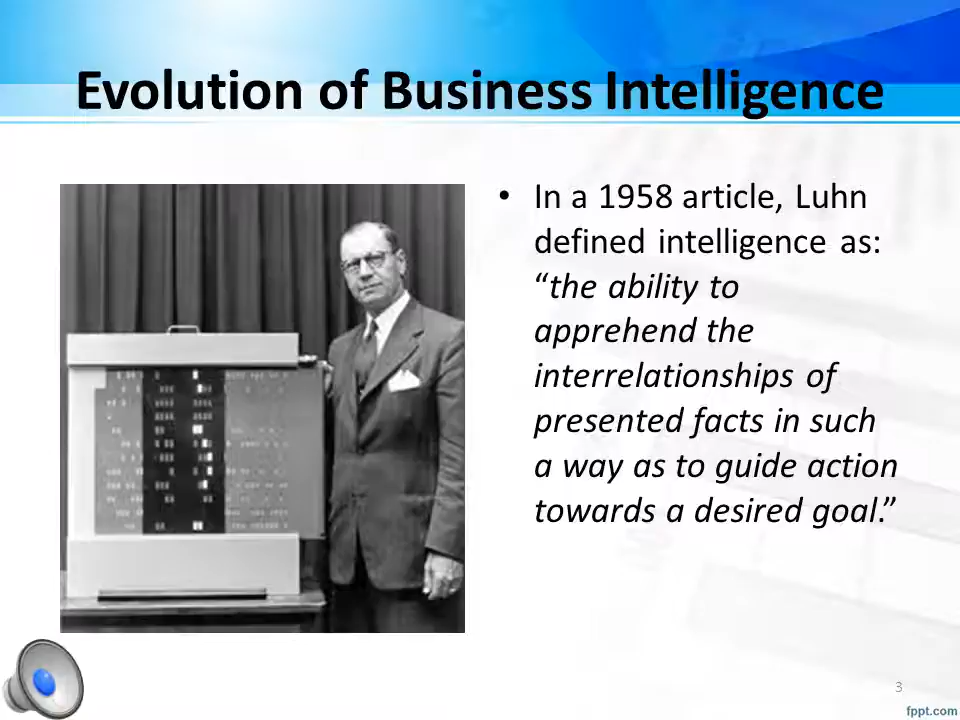 Evolution of Business Intelligence
• In a 1958 article, Luhn
defined intelligence as:
“the ability to
apprehend the
interrelationships of
presented facts in such
a way as to guide action
towards a desired goal.”
3
fppt.com